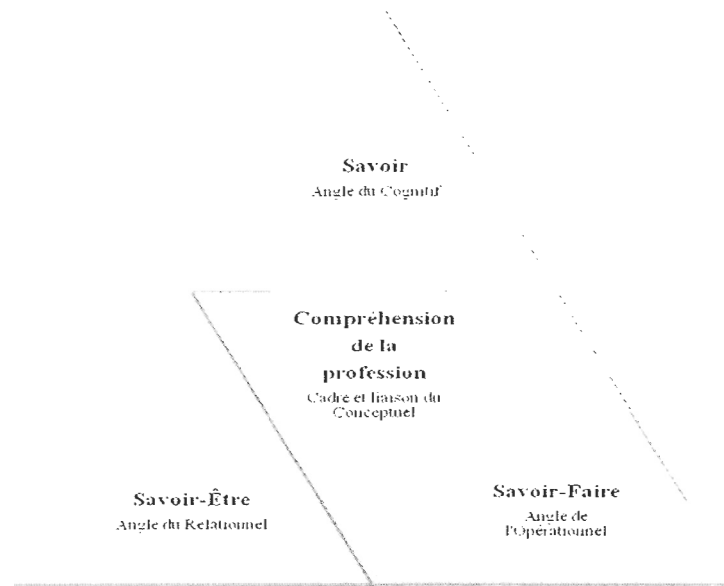 Savoir
Angle du Cognitif
Compréhension
de la
profession
Cadre et liaison du
Conceptuel
Savoir-Être
Angle du Relationnel
Savoir-Faire
Angle de
l'Opérationnel